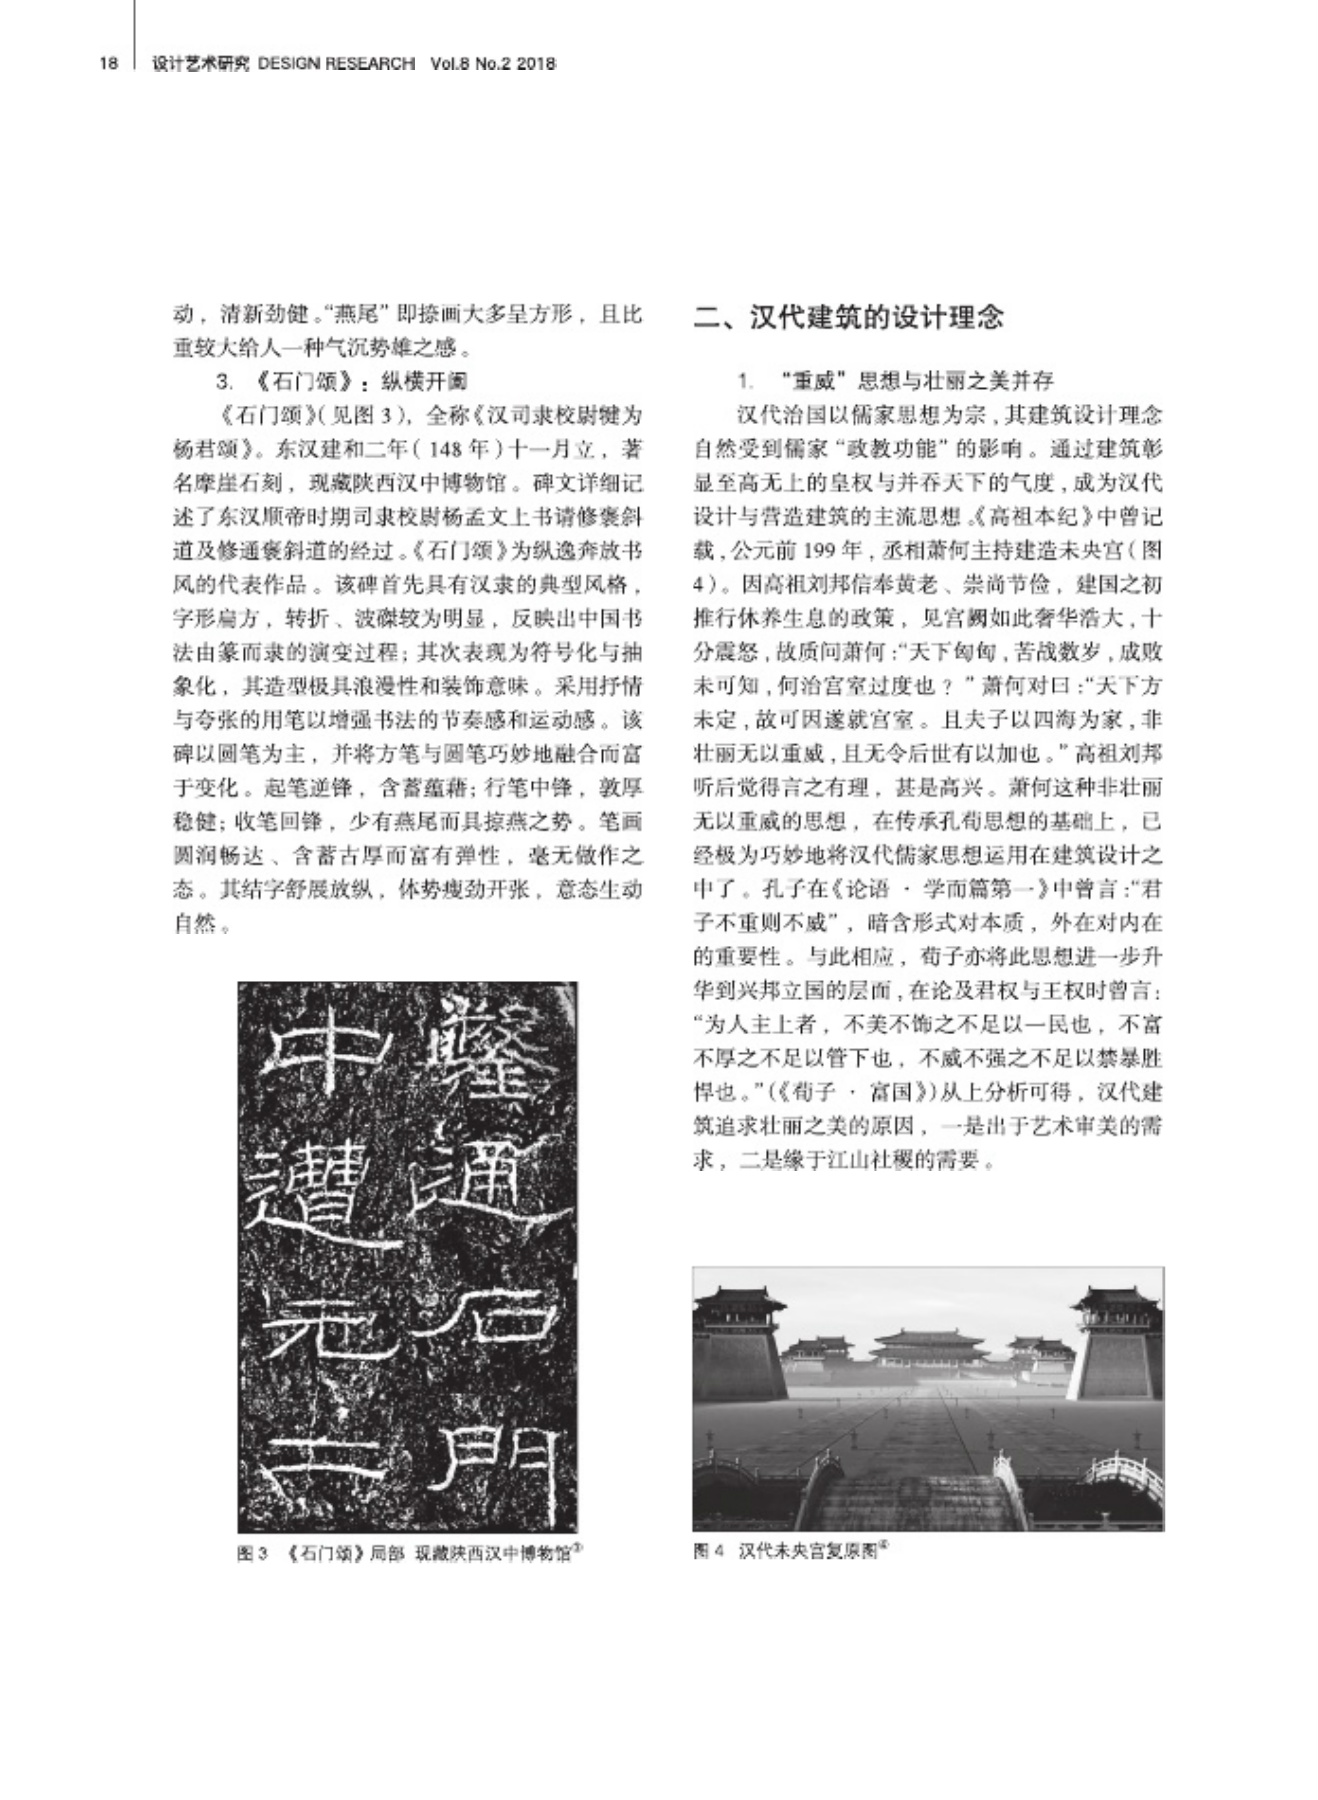 18 设计艺术研究 DESIGN RESEARCH Vol.8 No.2 2018
动，清新劲健。“燕尾”即捺画大多呈方形，且比
重较大给人一种气沉势雄之感。
3. 《石门颂》：纵横开阖
《石门颂》（见图 3），全称《汉司隶校尉犍为
杨君颂》。东汉建和二年（148 年）十一月立，著
名摩崖石刻，现藏陕西汉中博物馆。碑文详细记
述了东汉顺帝时期司隶校尉杨孟文上书请修褒斜
道及修通褒斜道的经过。《石门颂》为纵逸奔放书
风的代表作品。该碑首先具有汉隶的典型风格，
字形扁方，转折、波磔较为明显，反映出中国书
法由篆而隶的演变过程；其次表现为符号化与抽
象化，其造型极具浪漫性和装饰意味。采用抒情
与夸张的用笔以增强书法的节奏感和运动感。该
碑以圆笔为主，并将方笔与圆笔巧妙地融合而富
于变化。起笔逆锋，含蓄蕴藉；行笔中锋，敦厚
稳健；收笔回锋，少有燕尾而具掠燕之势。笔画
圆润畅达、含蓄古厚而富有弹性，毫无做作之
态。其结字舒展放纵，体势瘦劲开张，意态生动
自然。
鑿通石門
中遭元二
图 3 《石门颂》局部 现藏陕西汉中博物馆③
二、汉代建筑的设计理念
1. “重威”思想与壮丽之美并存
汉代治国以儒家思想为宗，其建筑设计理念
自然受到儒家“政教功能”的影响。通过建筑彰
显至高无上的皇权与并吞天下的气度，成为汉代
设计与营造建筑的主流思想。《高祖本纪》中曾记
载，公元前 199 年，丞相萧何主持建造未央宫（图
4）。因高祖刘邦信奉黄老、崇尚节俭，建国之初
推行休养生息的政策，见宫阙如此奢华浩大，十
分震怒，故质问萧何：“天下匈匈，苦战数岁，成败
未可知，何治宫室过度也？”萧何对曰：“天下方
未定，故可因遂就宫室。且夫子以四海为家，非
壮丽无以重威，且无令后世有以加也。”高祖刘邦
听后觉得言之有理，甚是高兴。萧何这种非壮丽
无以重威的思想，在传承孔荀思想的基础上，已
经极为巧妙地将汉代儒家思想运用在建筑设计之
中了。孔子在《论语 · 学而篇第一》中曾言：“君
子不重则不威”，暗含形式对本质，外在对内在
的重要性。与此相应，荀子亦将此思想进一步升
华到兴邦立国的层面，在论及君权与王权时曾言：
“为人主上者，不美不饰之不足以一民也，不富
不厚之不足以管下也，不威不强之不足以禁暴胜
悍也。”（《荀子 · 富国》）从上分析可得，汉代建
筑追求壮丽之美的原因，一是出于艺术审美的需
求，二是缘于江山社稷的需要。
图 4 汉代未央宫复原图④